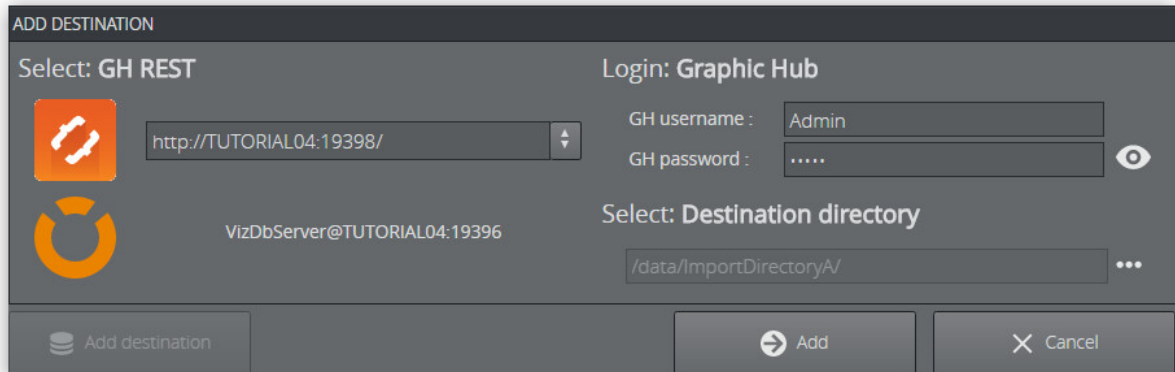 ADD DESTINATION
Select: GH REST
http://TUTORIAL04:19398/
VizDbServer@TUTORIAL04:19396
Login: Graphic Hub
GH username : Admin
GH password : •••••
Select: Destination directory
/data/ImportDirectoryA/ •••
Add destination
Add
Cancel